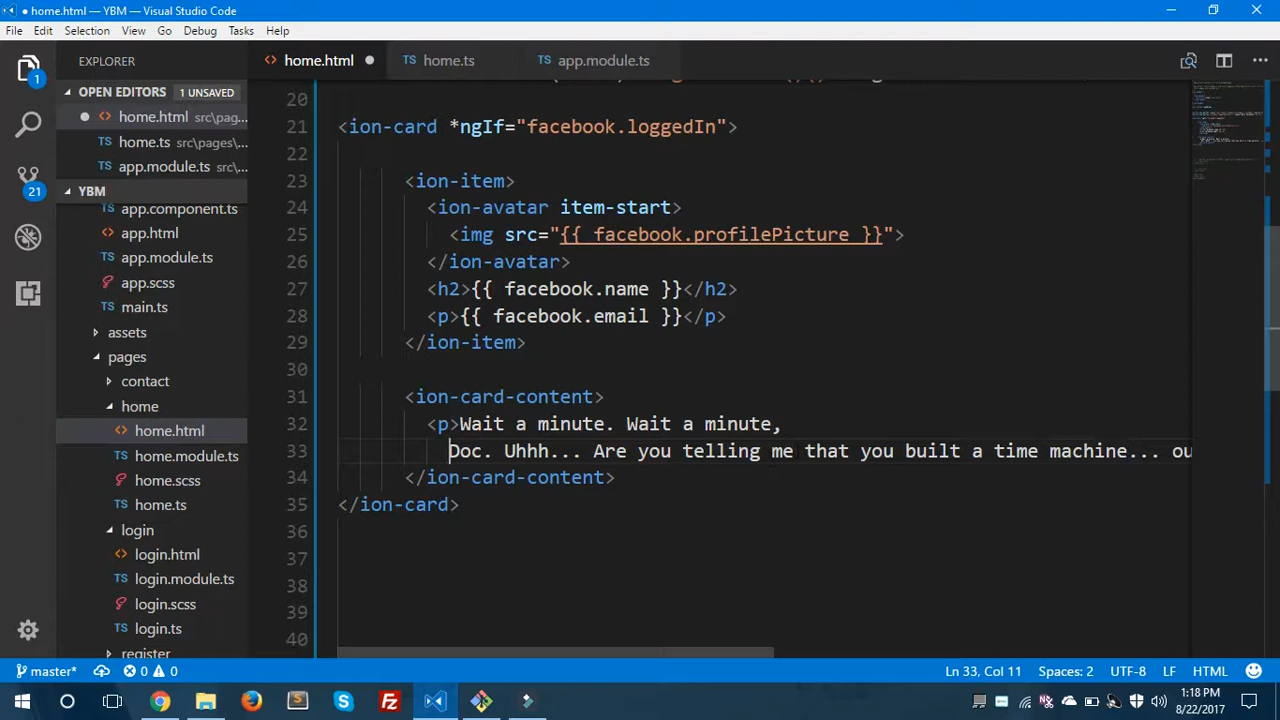 ● home.html — YBM — Visual Studio Code
File Edit Selection View Go Debug Tasks Help
EXPLORER
home.html
home.ts
app.module.ts
OPEN EDITORS 1 UNSAVED
home.html src\pag...
home.ts src\pages\...
app.module.ts src\...
YBM
app.component.ts
app.html
app.module.ts
app.scss
main.ts
assets
pages
contact
home
home.html
home.module.ts
home.scss
home.ts
login
login.html
login.module.ts
login.scss
login.ts
register
1
21
20
21 <ion-card *ngIf="facebook.loggedIn">
22
23 <ion-item>
24 <ion-avatar item-start>
25 <img src="{{ facebook.profilePicture }}">
26 </ion-avatar>
27 <h2>{{ facebook.name }}</h2>
28 <p>{{ facebook.email }}</p>
29 </ion-item>
30
31 <ion-card-content>
32 <p>Wait a minute. Wait a minute,
33 Doc. Uhhh... Are you telling me that you built a time machine... ou
34 </ion-card-content>
35 </ion-card>
36
37
38
39
40
master* 0 0 Ln 33, Col 11 Spaces: 2 UTF-8 LF HTML
1:18 PM
8/22/2017